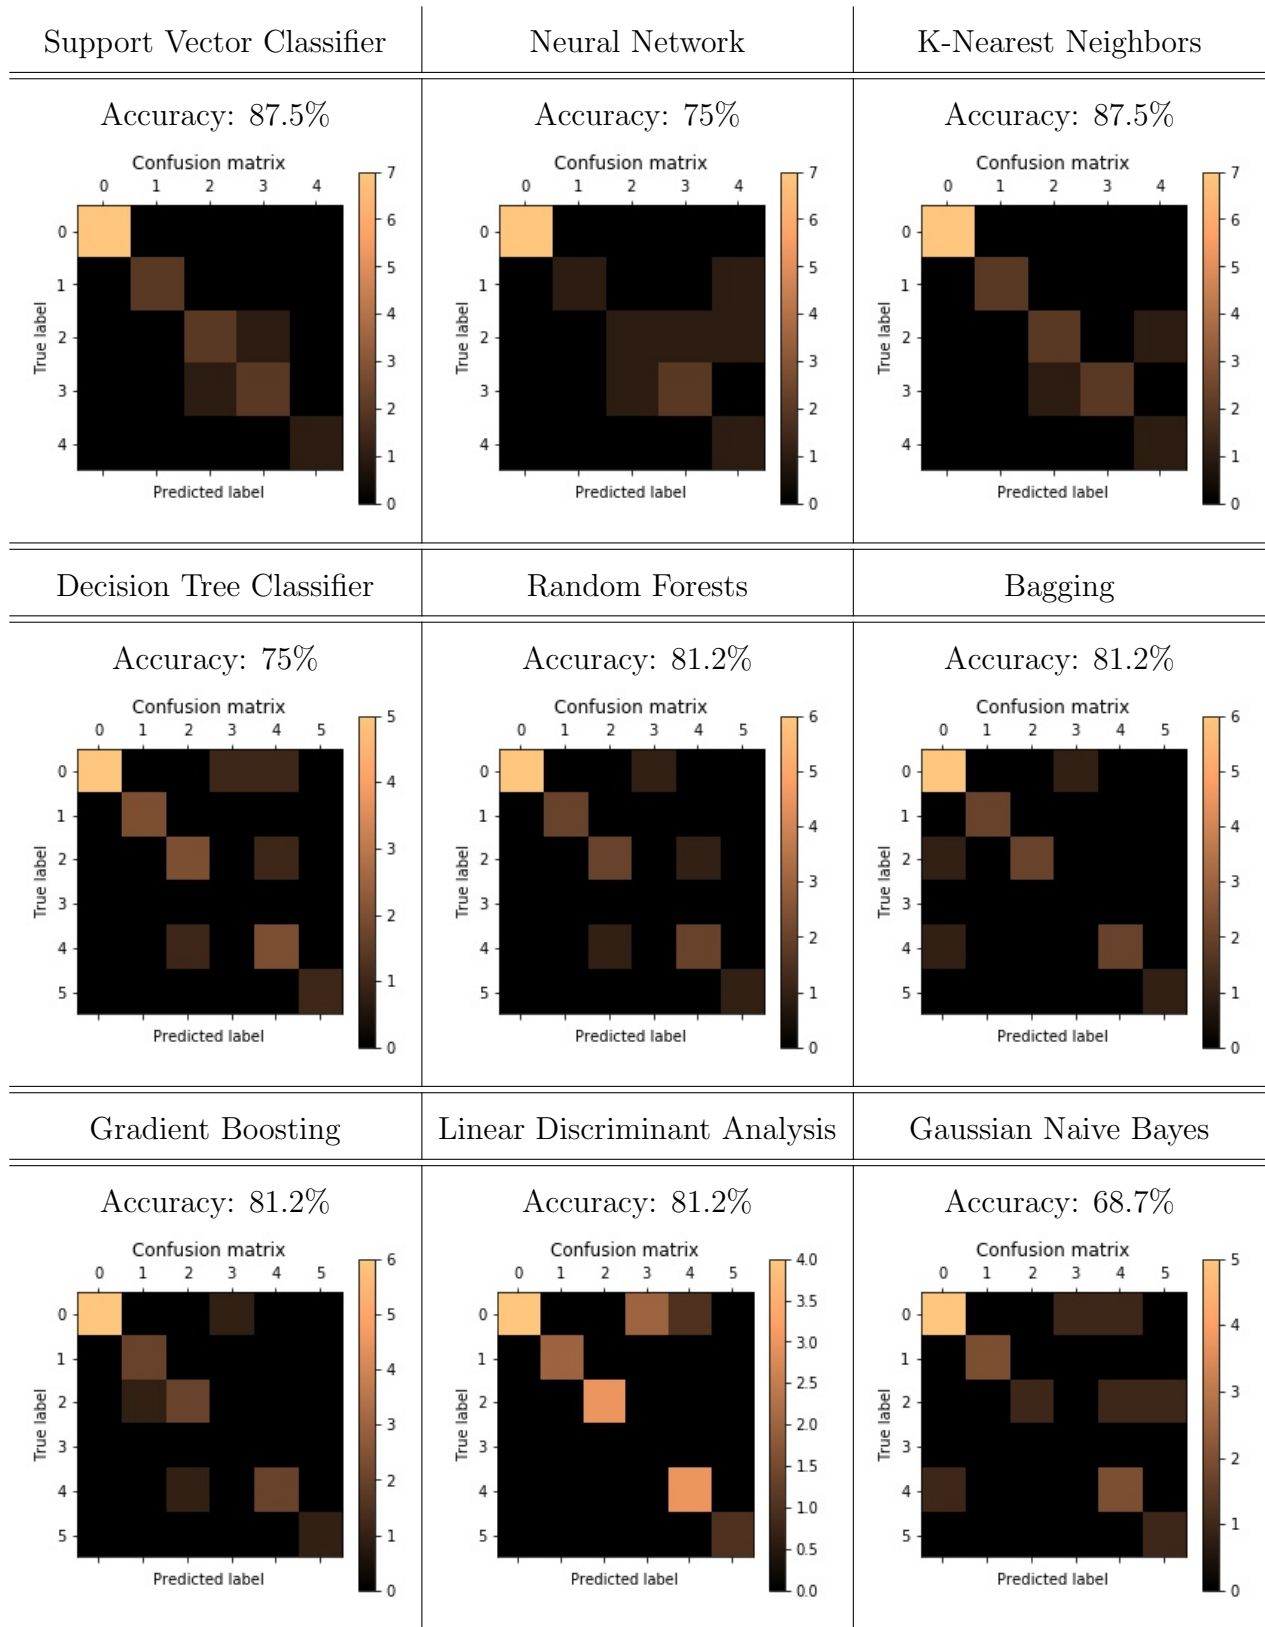 Support Vector Classifier
Neural Network
K-Nearest Neighbors
Accuracy: 87.5%
Confusion matrix
0 1 2 3 4
0
1
2
3
4
True label
Predicted label
7
6
5
4
3
2
1
0
Accuracy: 75%
Confusion matrix
0 1 2 3 4
0
1
2
3
4
True label
Predicted label
7
6
5
4
3
2
1
0
Accuracy: 87.5%
Confusion matrix
0 1 2 3 4
0
1
2
3
4
True label
Predicted label
7
6
5
4
3
2
1
0
Decision Tree Classifier
Random Forests
Bagging
Accuracy: 75%
Confusion matrix
0 1 2 3 4 5
0
1
2
3
4
5
True label
Predicted label
5
4
3
2
1
0
Accuracy: 81.2%
Confusion matrix
0 1 2 3 4 5
0
1
2
3
4
5
True label
Predicted label
6
5
4
3
2
1
0
Accuracy: 81.2%
Confusion matrix
0 1 2 3 4 5
0
1
2
3
4
5
True label
Predicted label
6
5
4
3
2
1
0
Gradient Boosting
Linear Discriminant Analysis
Gaussian Naive Bayes
Accuracy: 81.2%
Confusion matrix
0 1 2 3 4 5
0
1
2
3
4
5
True label
Predicted label
6
5
4
3
2
1
0
Accuracy: 81.2%
Confusion matrix
0 1 2 3 4 5
0
1
2
3
4
5
True label
Predicted label
4.0
3.5
3.0
2.5
2.0
1.5
1.0
0.5
0.0
Accuracy: 68.7%
Confusion matrix
0 1 2 3 4 5
0
1
2
3
4
5
True label
Predicted label
5
4
3
2
1
0